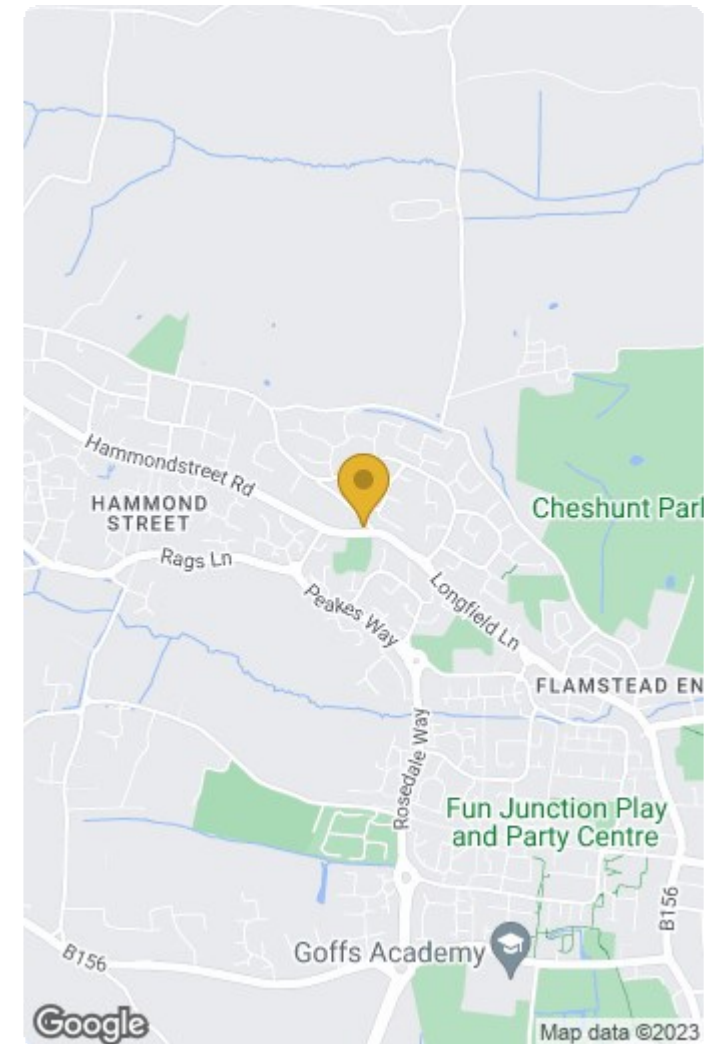 Hammondstreet Rd
HAMMOND
STREET
Cheshunt Parl
Rags Ln
Peakes Way
Longfield Ln
FLAMSTEAD EN
Rosedale Way
Fun Junction Play
and Party Centre
B156
Goffs Academy
B156
Google
Map data ©2023